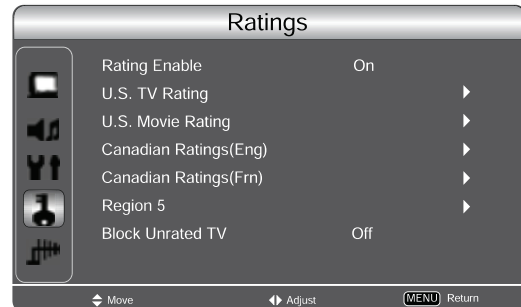 Ratings
Rating Enable On
U.S. TV Rating
U.S. Movie Rating
Canadian Ratings(Eng)
Canadian Ratings(Frn)
Region 5
Block Unrated TV Off
Move Adjust MENU Return